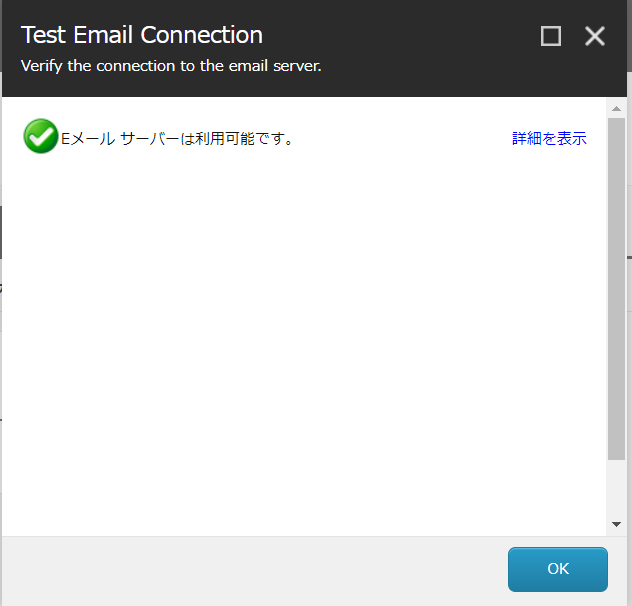 Test Email Connection
Verify the connection to the email server.
Eメール サーバーは利用可能です。
詳細を表示
OK